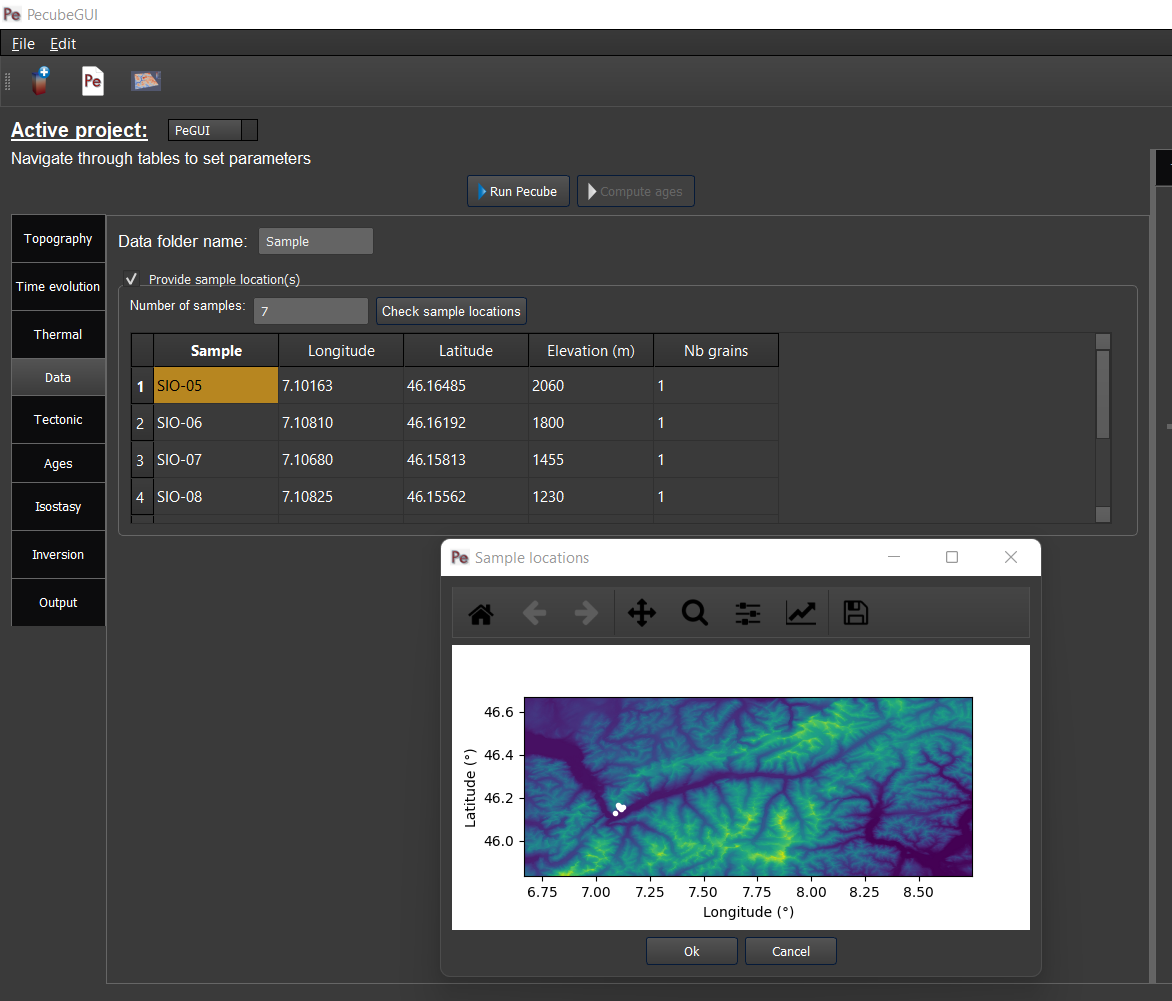 Pe PecubeGUI
File Edit
Pe
Active project: PeGUI
Navigate through tables to set parameters
Run Pecube Compute ages
Topography
Time evolution
Thermal
Data
Tectonic
Ages
Isostasy
Inversion
Output
Data folder name: Sample
Provide sample location(s)
Number of samples: 7 Check sample locations
Sample Longitude Latitude Elevation (m) Nb grains
1 SIO-05 7.10163 46.16485 2060 1
2 SIO-06 7.10810 46.16192 1800 1
3 SIO-07 7.10680 46.15813 1455 1
4 SIO-08 7.10825 46.15562 1230 1
Pe Sample locations
46.6
46.4
46.2
46.0
Latitude (°)
6.75 7.00 7.25 7.50 7.75 8.00 8.25 8.50
Longitude (°)
Ok Cancel